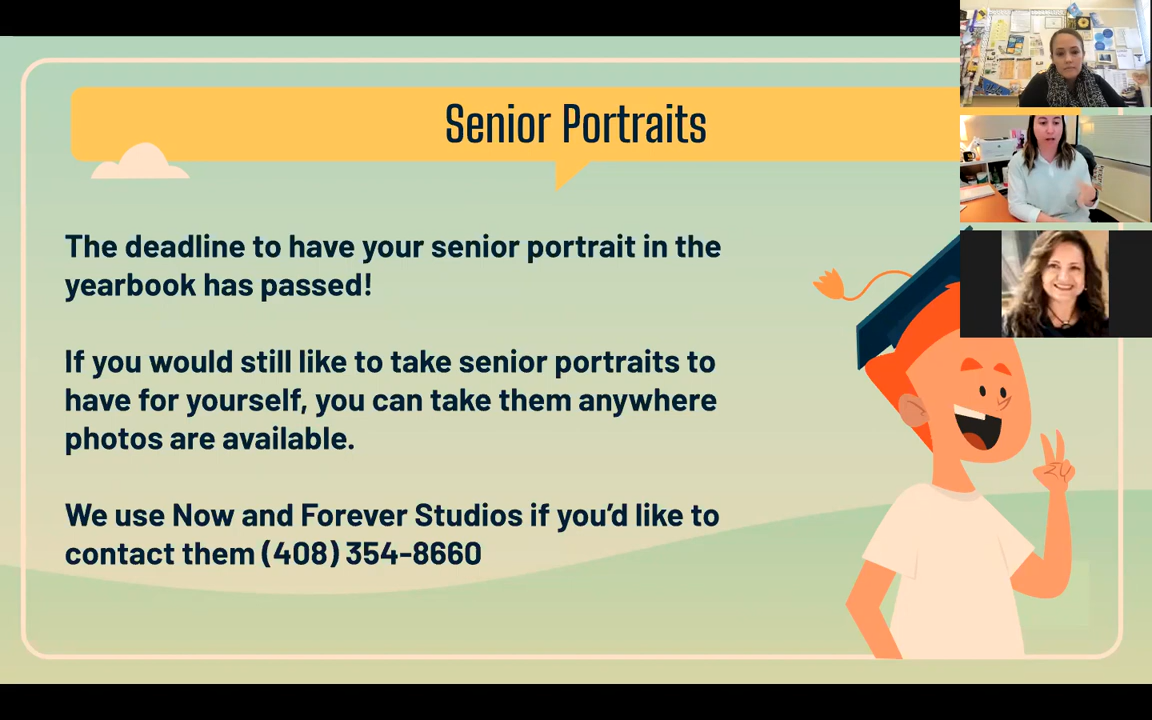 Senior Portraits
The deadline to have your senior portrait in the
yearbook has passed!
If you would still like to take senior portraits to
have for yourself, you can take them anywhere
photos are available.
We use Now and Forever Studios if you’d like to
contact them (408) 354-8660